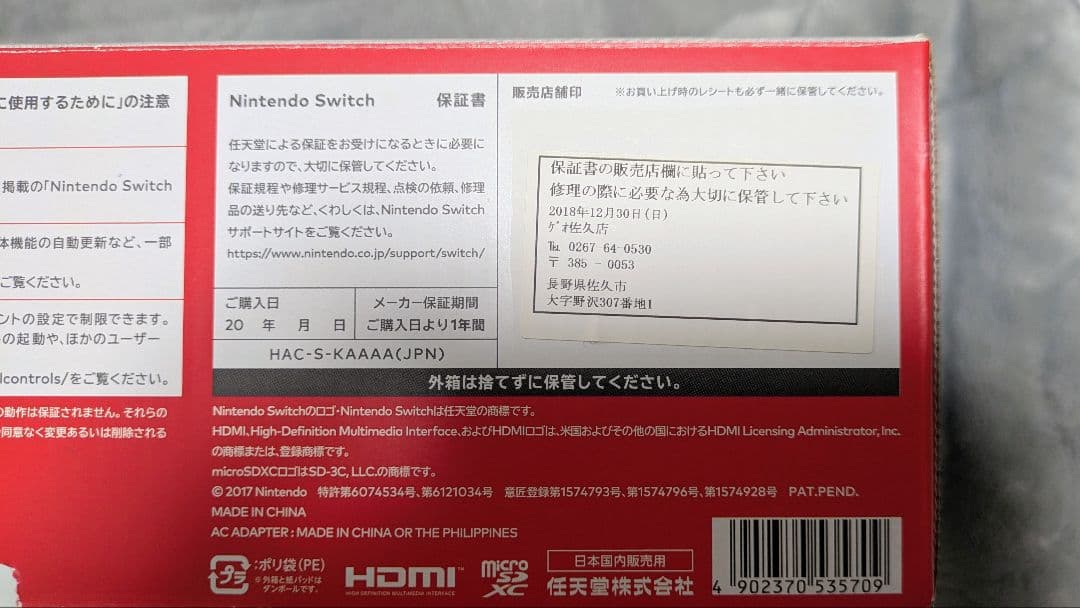 に使用するために」の注意
掲載の「Nintendo Switch
体機能の自動更新など、一部
ご覧ください。
ントの設定で制限できます。
の起動や、ほかのユーザー
lcontrols/をご覧ください。
の動作は保証されません。それらの
同意なく変更あるいは削除される
Nintendo Switch 保証書
任天堂による保証をお受けになるときに必要に
なりますので、大切に保管してください。
保証規程や修理サービス規程、点検の依頼、修理
品の送り先など、くわしくは、Nintendo Switch
サポートサイトをご覧ください。
https://www.nintendo.co.jp/support/switch/
ご購入日
20 年 月 日
メーカー保証期間
ご購入日より1年間
HAC-S-KAAAA(JPN)
販売店舗印 ※お買い上げ時のレシートも必ず一緒に保管してください。
保証書の販売店欄に貼って下さい
修理の際に必要な為大切に保管して下さい
2018年12月30日(日)
ゲオ佐久店
℡ 0267-64-0530
〒 385-0053
長野県佐久市
大字野沢307番地1
外箱は捨てずに保管してください。
Nintendo Switchのロゴ・Nintendo Switchは任天堂の商標です。
HDMI、High-Definition Multimedia Interface、およびHDMIロゴは、米国およびその他の国におけるHDMI Licensing Administrator, Inc.
の商標または、登録商標です。
microSDXCロゴはSD-3C, LLC.の商標です。
© 2017 Nintendo 特許第6074534号、第6121034号 意匠登録第1574793号、第1574796号、第1574928号 PAT.PEND.
MADE IN CHINA
AC ADAPTER : MADE IN CHINA OR THE PHILIPPINES
プラ
:ポリ袋(PE)
※外箱と紙パッドは
ダンボールです。
HDMI™
HIGH-DEFINITION MULTIMEDIA INTERFACE
micro
SD
XC
日本国内販売用
任天堂株式会社
4 902370 535709